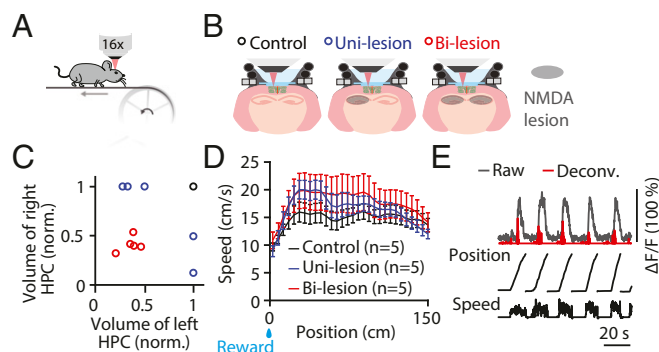 A
16x
B
Control
Uni-lesion
Bi-lesion
NMDA
lesion
C
Volume of right
HPC (norm.)
1
0.5
0
0
0.5
1
Volume of left
HPC (norm.)
D
Speed (cm/s)
25
20
15
10
5
0
Control (n=5)
Uni-lesion (n=5)
Bi-lesion (n=5)
0
150
Position (cm)
Reward
E
Raw
Deconv.
ΔF/F (100 %)
Position
Speed
20 s